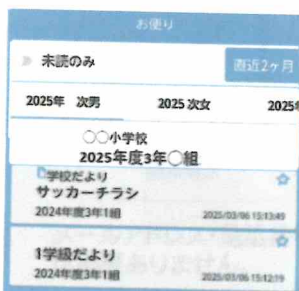 お便り
未読のみ
直近2ヶ月
2025年 次男 2025 次女 2025
○○小学校
2025年度3年○組
学校だより
サッカーチラシ
2024年度3年1組 2025/03/06 15:13:49
1学級だより
2024年度3年1組 2025/03/06 15:12:19